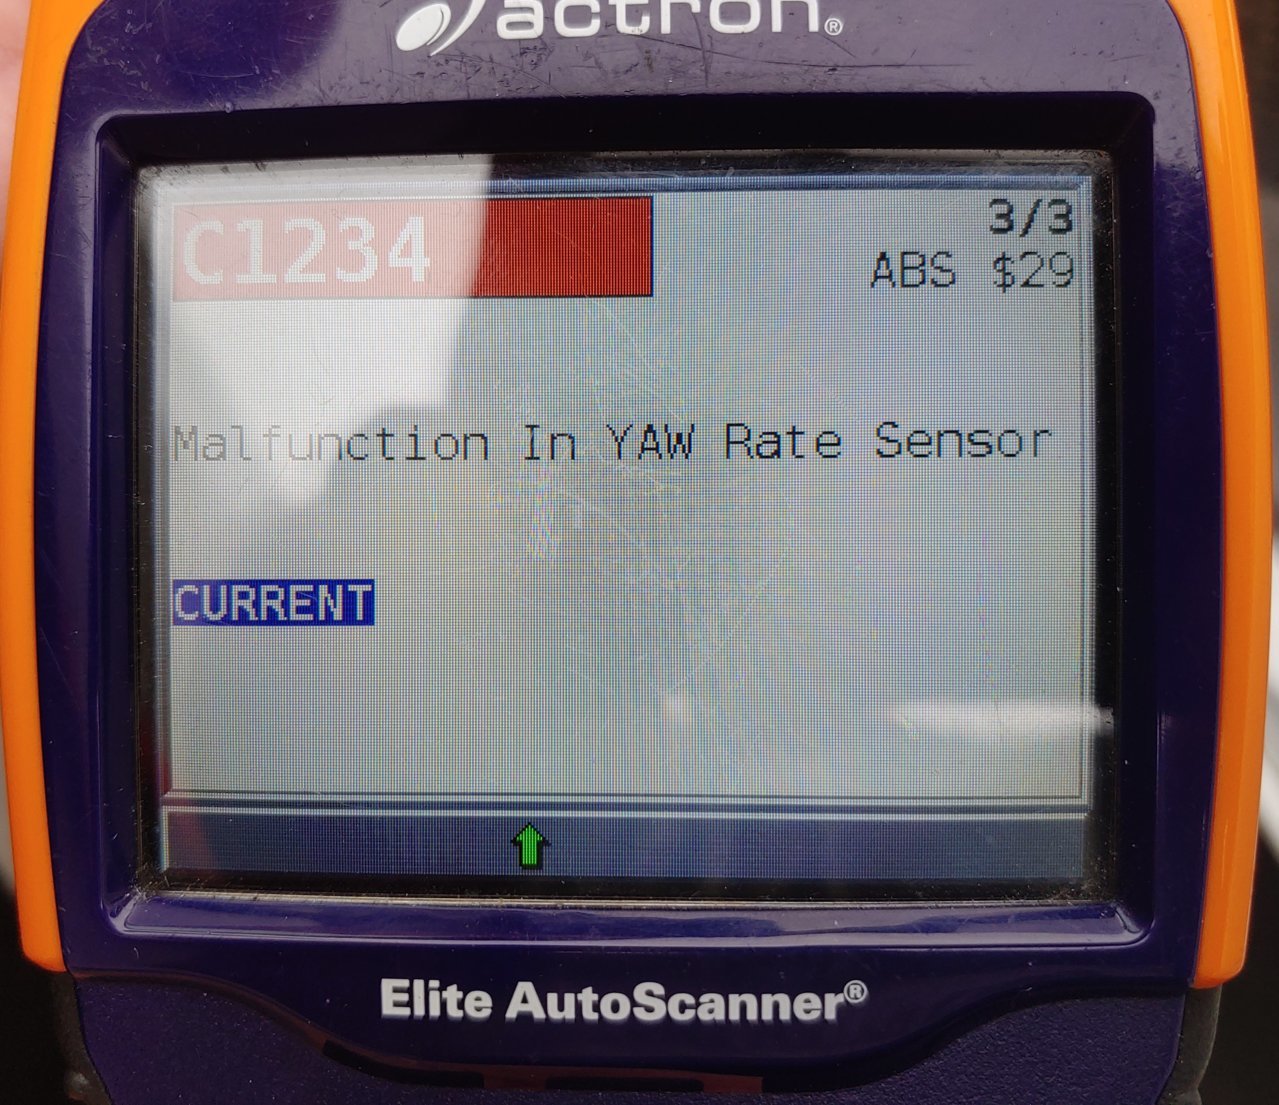 actron®
C1234
3/3
ABS $29
Malfunction In YAW Rate Sensor
CURRENT
Elite AutoScanner®